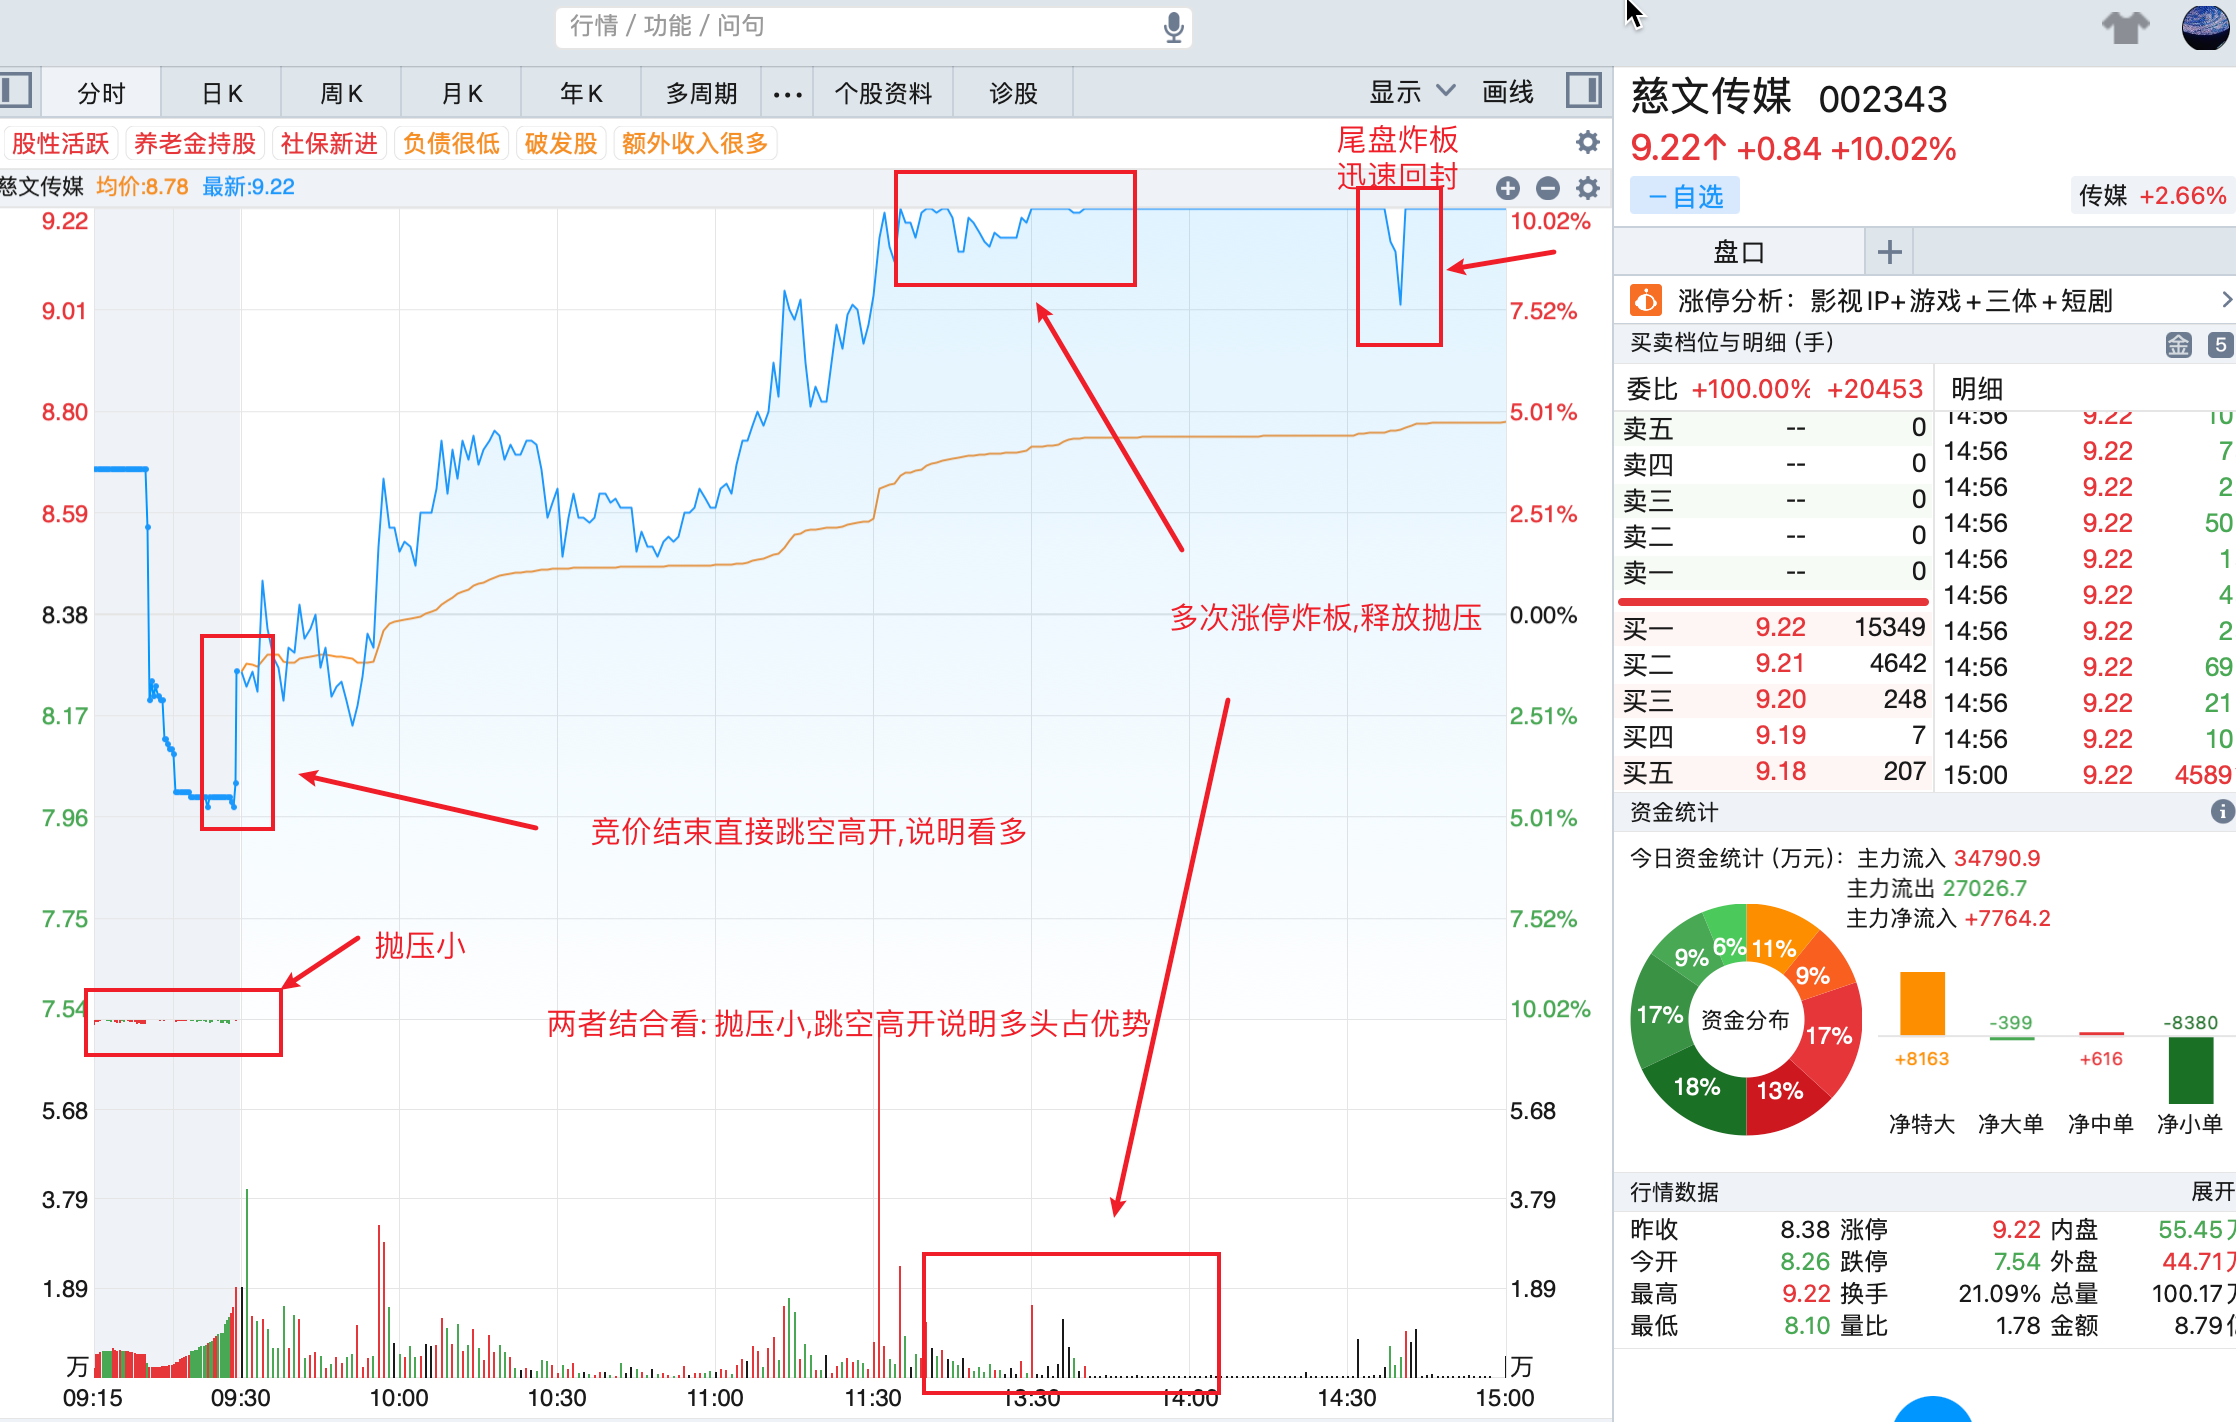 行情 / 功能 / 问句
分时 日K 周K 月K 年K 多周期 ••• 个股资料 诊股 显示 画线
股性活跃 养老金持股 社保新进 负债很低 破发股 额外收入很多
慈文传媒 均价:8.78 最新:9.22
尾盘炸板
迅速回封
9.22 10.02%
9.01 7.52%
8.80 5.01%
8.59 2.51%
8.38 0.00%
8.17 2.51%
7.96 5.01%
7.75 7.52%
7.54 10.02%
5.68 5.68
3.79 3.79
1.89 1.89
万 万
09:15 09:30 10:00 10:30 11:00 11:30 13:30 14:00 14:30 15:00
多次涨停炸板,释放抛压
竞价结束直接跳空高开,说明看多
抛压小
两者结合看: 抛压小,跳空高开说明多头占优势
慈文传媒 002343
9.22↑ +0.84 +10.02%
－自选 传媒 +2.66%
盘口 +
涨停分析：影视IP+游戏+三体+短剧
买卖档位与明细 (手) 金 5
委比 +100.00% +20453 明细
卖五 -- 0
卖四 -- 0
卖三 -- 0
卖二 -- 0
卖一 -- 0
买一 9.22 15349
买二 9.21 4642
买三 9.20 248
买四 9.19 7
买五 9.18 207
14:56 9.22 10
14:56 9.22 7
14:56 9.22 2
14:56 9.22 50
14:56 9.22 1
14:56 9.22 4
14:56 9.22 2
14:56 9.22 69
14:56 9.22 21
14:56 9.22 10
15:00 9.22 4589
资金统计
今日资金统计 (万元)： 主力流入 34790.9
主力流出 27026.7
主力净流入 +7764.2
资金分布
11%
9%
17%
13%
18%
17%
9%
6%
+8163 -399 +616 -8380
净特大 净大单 净中单 净小单
行情数据 展开
昨收 8.38 涨停 9.22 内盘 55.45万
今开 8.26 跌停 7.54 外盘 44.71万
最高 9.22 换手 21.09% 总量 100.17万
最低 8.10 量比 1.78 金额 8.79亿